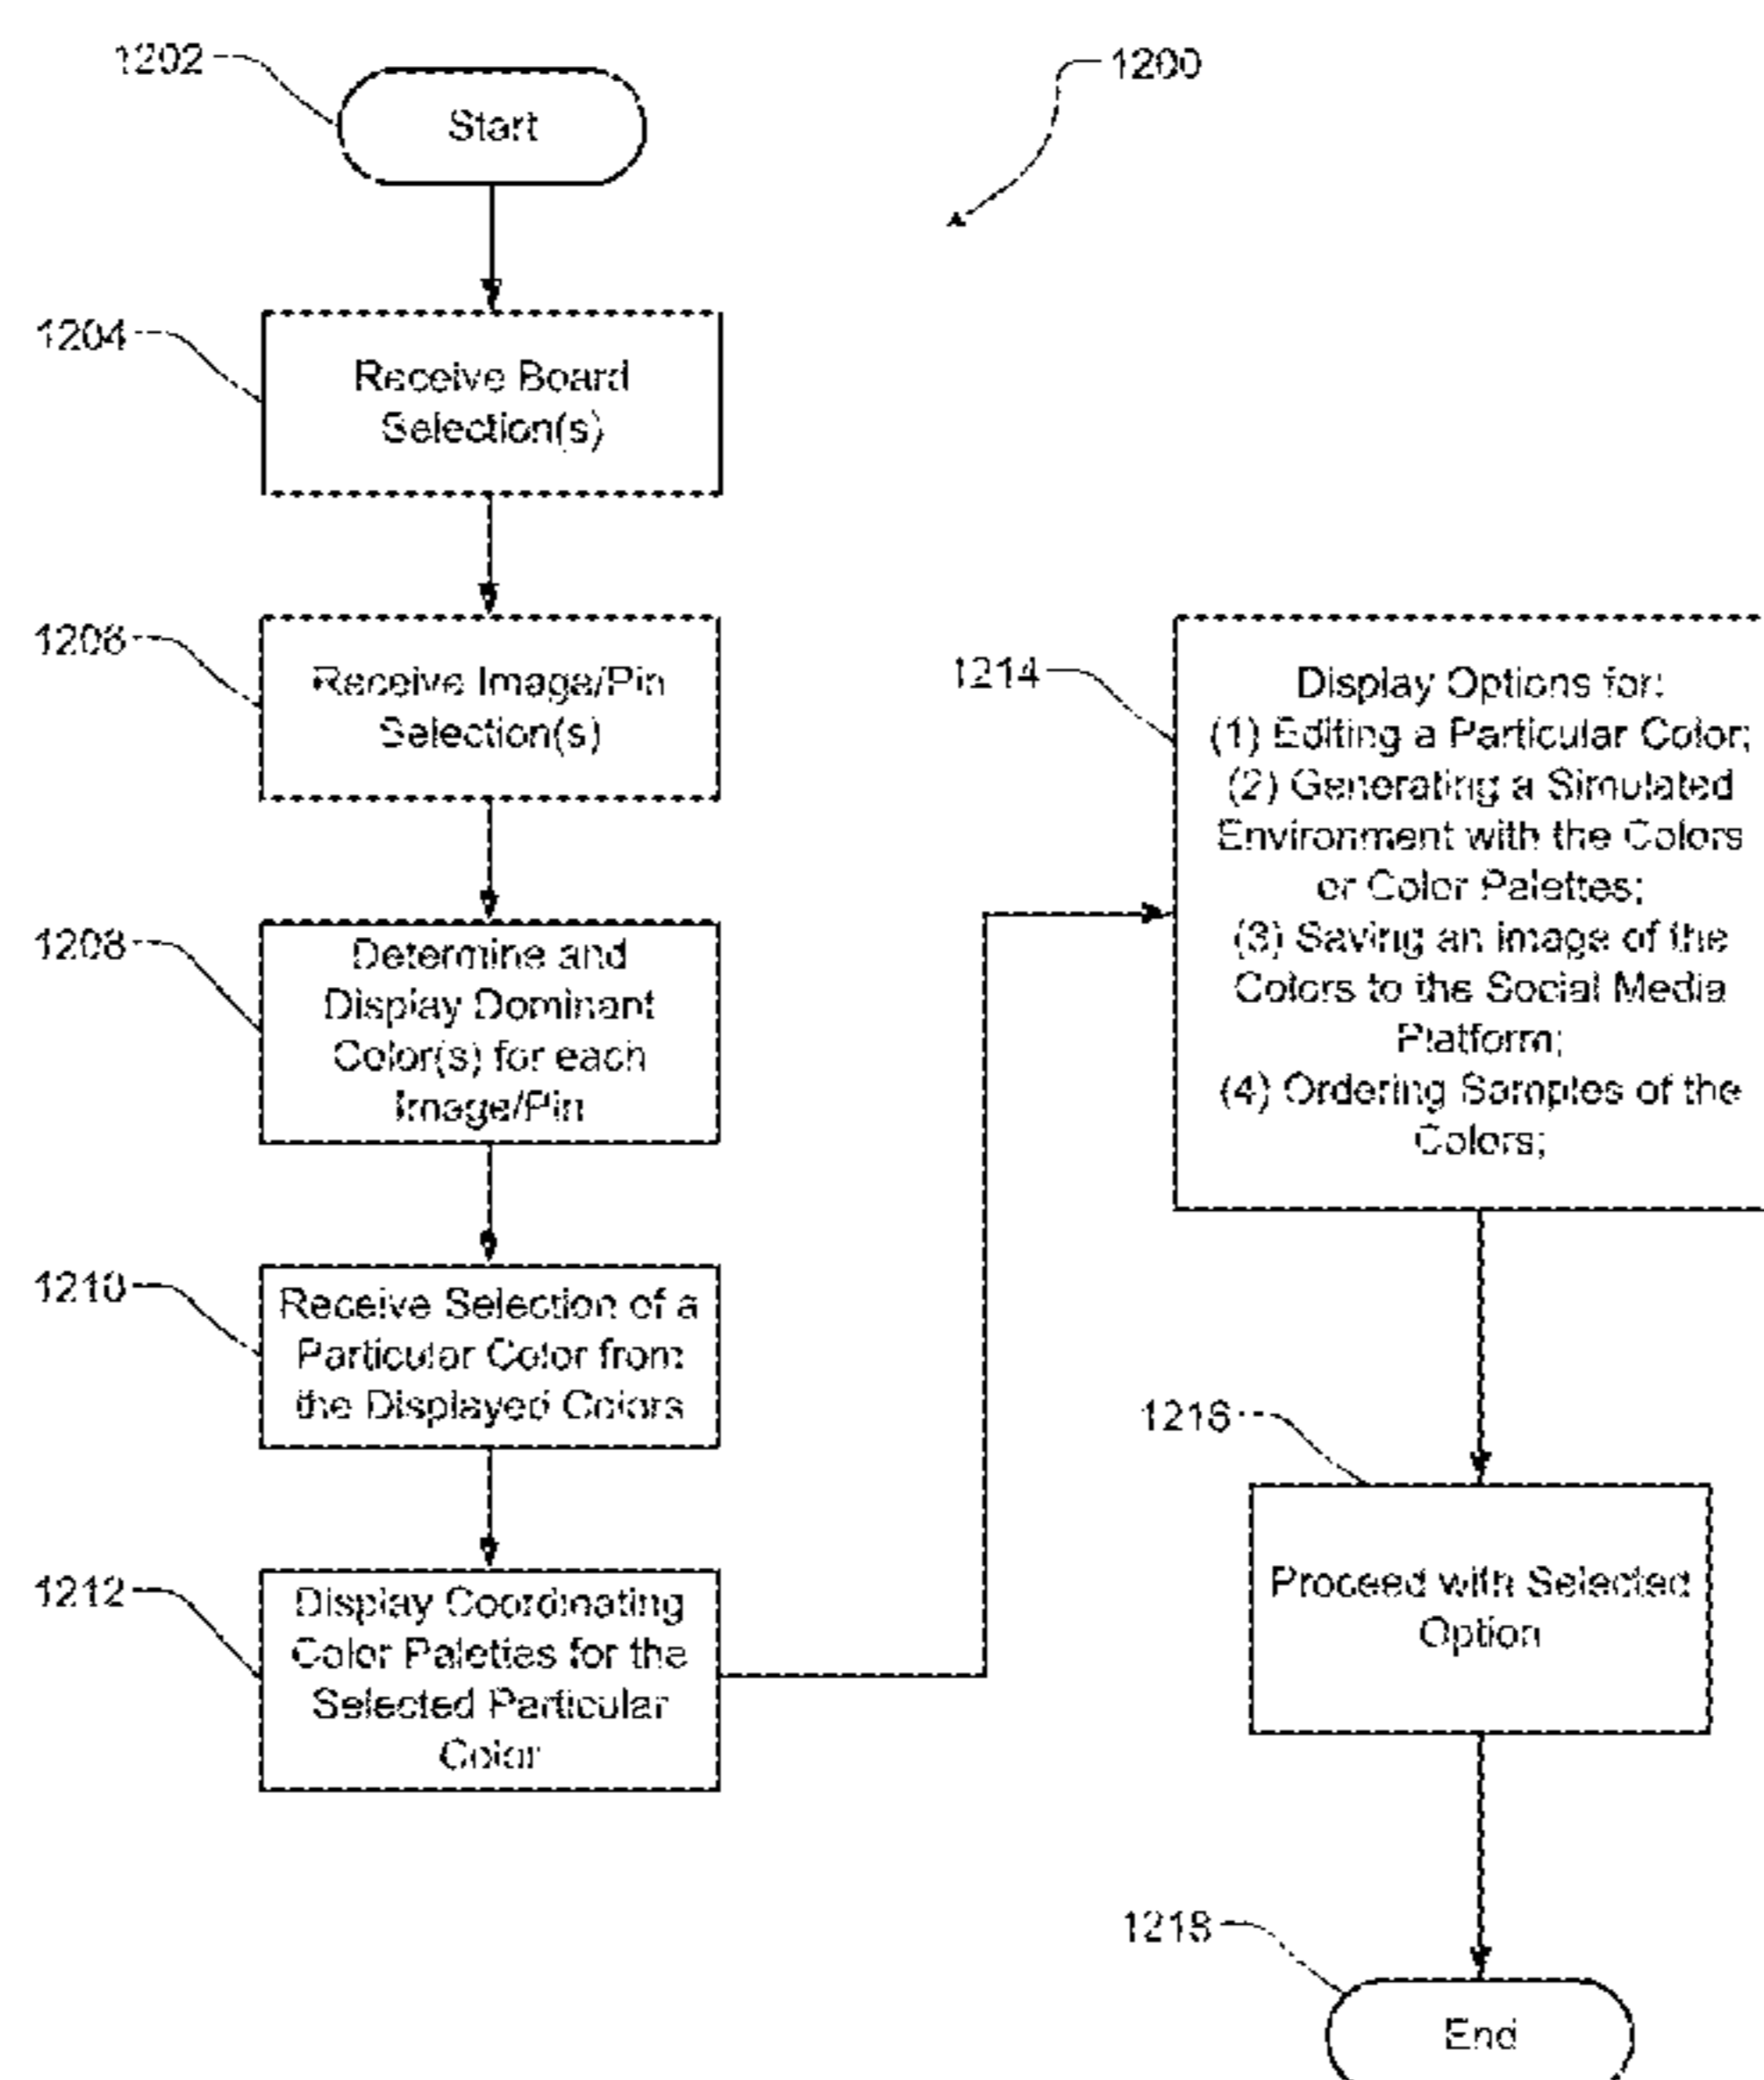 1202
Start
1200
1204
Receive Board
Selection(s)
1206
Receive Image/Pin
Selection(s)
1208
Determine and
Display Dominant
Color(s) for each
Image/Pin
1210
Receive Selection of a
Particular Color from
the Displayed Colors
1212
Display Coordinating
Color Palettes for the
Selected Particular
Color
1214
Display Options for:
(1) Editing a Particular Color;
(2) Generating a Simulated
Environment with the Colors
or Color Palettes;
(3) Saving an image of the
Colors to the Social Media
Platform;
(4) Ordering Samples of the
Colors;
1216
Proceed with Selected
Option
1218
End